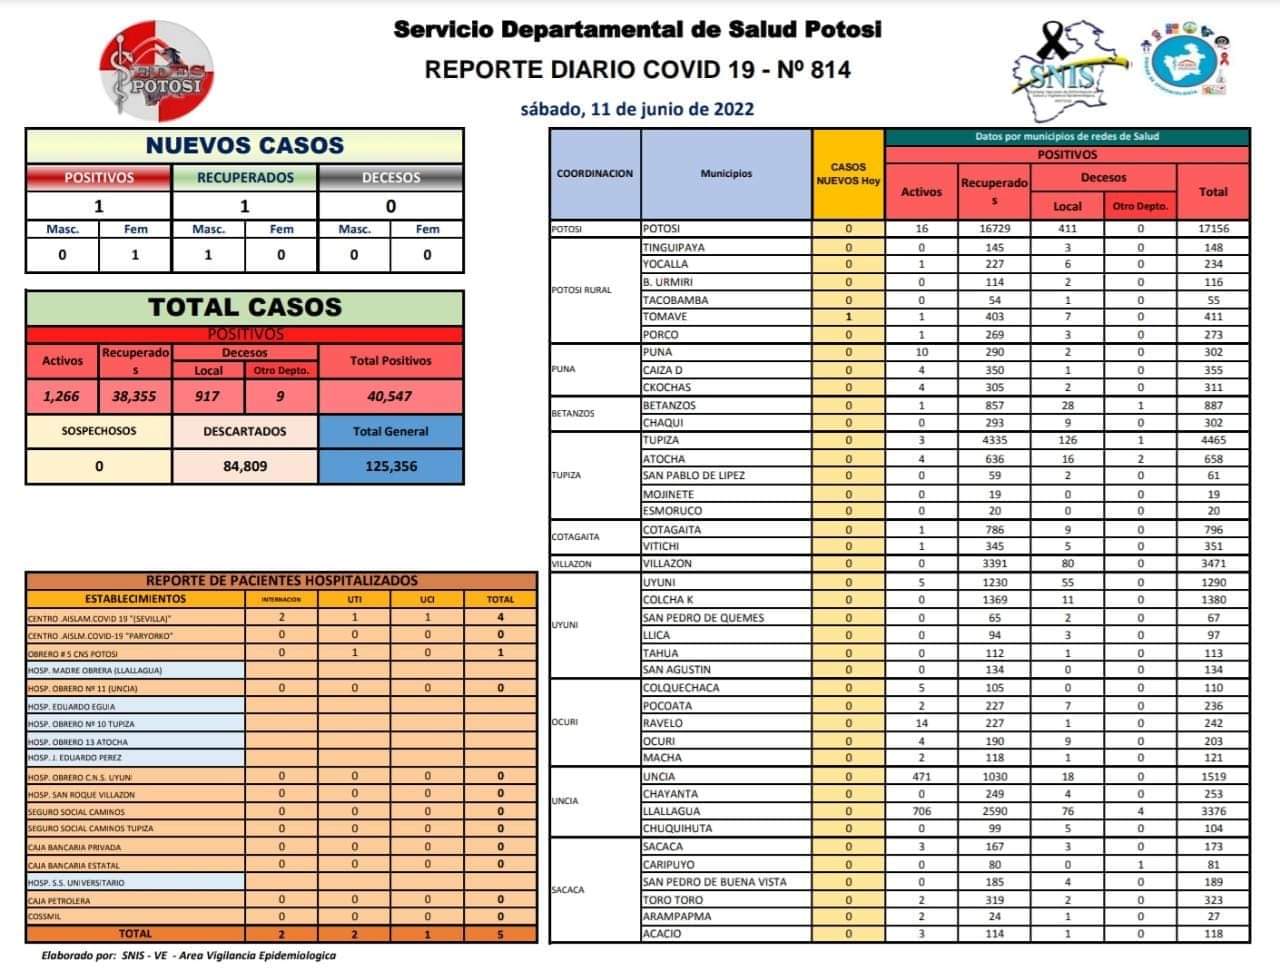 Servicio Departamental de Salud Potosi
REPORTE DIARIO COVID 19 - Nº 814
sábado, 11 de junio de 2022
SEDES
POTOSI
SNIS
NUEVOS CASOS
POSITIVOS RECUPERADOS DECESOS
1 1 0
Masc. Fem Masc. Fem Masc. Fem
0 1 1 0 0 0
TOTAL CASOS
POSITIVOS
Activos Recuperado s Decesos Total Positivos
Local Otro Depto.
1,266 38,355 917 9 40,547
SOSPECHOSOS DESCARTADOS Total General
0 84,809 125,356
REPORTE DE PACIENTES HOSPITALIZADOS
ESTABLECIMIENTOS INTERNACION UTI UCI TOTAL
CENTRO .AISLAM.COVID 19 "(SEVILLA)" 2 1 1 4
CENTRO .AISLM.COVID-19 "PARYORKO" 0 0 0 0
OBRERO # 5 CNS POTOSI 0 1 0 1
HOSP. MADRE OBRERA (LLALLAGUA)
HOSP. OBRERO Nº 11 (UNCIA) 0 0 0 0
HOSP. EDUARDO EGUIA
HOSP. OBRERO Nº 10 TUPIZA
HOSP. OBRERO 13 ATOCHA
HOSP. J. EDUARDO PEREZ
HOSP. OBRERO C.N.S. UYUNI 0 0 0 0
HOSP. SAN ROQUE VILLAZON 0 0 0 0
SEGURO SOCIAL CAMINOS 0 0 0 0
SEGURO SOCIAL CAMINOS TUPIZA 0 0 0 0
CAJA BANCARIA PRIVADA 0 0 0 0
CAJA BANCARIA ESTATAL 0 0 0 0
HOSP. S.S. UNIVERSITARIO
CAJA PETROLERA 0 0 0 0
COSSMIL 0 0 0 0
TOTAL 2 2 1 5
Elaborado por: SNIS - VE - Area Vigilancia Epidemiologica
COORDINACION Municipios CASOS NUEVOS Hoy Datos por municipios de redes de Salud
POSITIVOS
Activos Recuperado s Decesos Total
Local Otro Depto.
POTOSI POTOSI 0 16 16729 411 0 17156
POTOSI RURAL
TINGUIPAYA 0 0 145 3 0 148
YOCALLA 0 1 227 6 0 234
B. URMIRI 0 0 114 2 0 116
TACOBAMBA 0 0 54 1 0 55
TOMAVE 1 1 403 7 0 411
PORCO 0 1 269 3 0 273
PUNA
PUNA 0 10 290 2 0 302
CAIZA D 0 4 350 1 0 355
CKOCHAS 0 4 305 2 0 311
BETANZOS
BETANZOS 0 1 857 28 1 887
CHAQUI 0 0 293 9 0 302
TUPIZA
TUPIZA 0 3 4335 126 1 4465
ATOCHA 0 4 636 16 2 658
SAN PABLO DE LIPEZ 0 0 59 2 0 61
MOJINETE 0 0 19 0 0 19
ESMORUCO 0 0 20 0 0 20
COTAGAITA
COTAGAITA 0 1 786 9 0 796
VITICHI 0 1 345 5 0 351
VILLAZON VILLAZON 0 0 3391 80 0 3471
UYUNI
UYUNI 0 5 1230 55 0 1290
COLCHA K 0 0 1369 11 0 1380
SAN PEDRO DE QUEMES 0 0 65 2 0 67
LLICA 0 0 94 3 0 97
TAHUA 0 0 112 1 0 113
SAN AGUSTIN 0 0 134 0 0 134
OCURI
COLQUECHACA 0 5 105 0 0 110
POCOATA 0 2 227 7 0 236
RAVELO 0 14 227 1 0 242
OCURI 0 4 190 9 0 203
MACHA 0 2 118 1 0 121
UNCIA
UNCIA 0 471 1030 18 0 1519
CHAYANTA 0 0 249 4 0 253
LLALLAGUA 0 706 2590 76 4 3376
CHUQUIHUTA 0 0 99 5 0 104
SACACA
SACACA 0 3 167 3 0 173
CARIPUYO 0 0 80 0 1 81
SAN PEDRO DE BUENA VISTA 0 0 185 4 0 189
TORO TORO 0 2 319 2 0 323
ARAMPAPMA 0 2 24 1 0 27
ACACIO 0 3 114 1 0 118